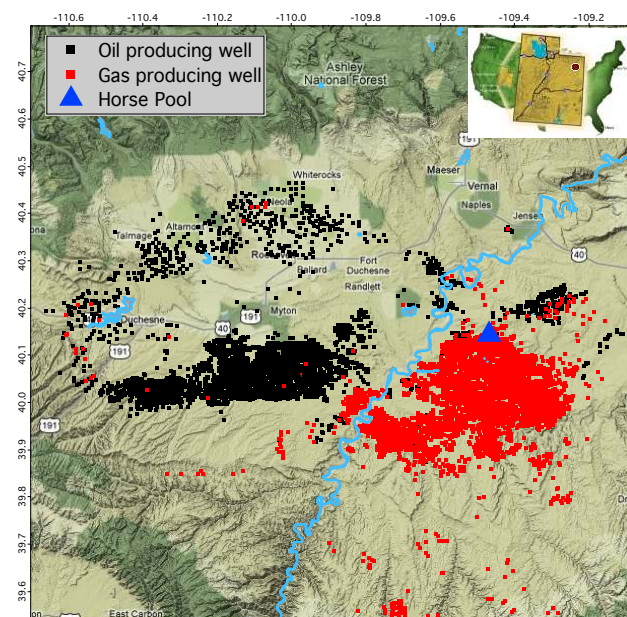 -110.6 -110.4 -110.2 -110.0 -109.8 -109.6 -109.4 -109.2
Oil producing well
Gas producing well
Horse Pool
Ashley
National Forest
191
40.7
40.6
40.5
40.4
40.3
40.2
40.1
40.0
39.9
39.8
39.7
39.6
Whiterocks
Maeser
Vernal
Naples
Neola
Jensen
Altamont
Talmage
40
Ballard
Fort
Duchesne
Randlett
Myton
191
40
Duchesne
191
191
East Carbon